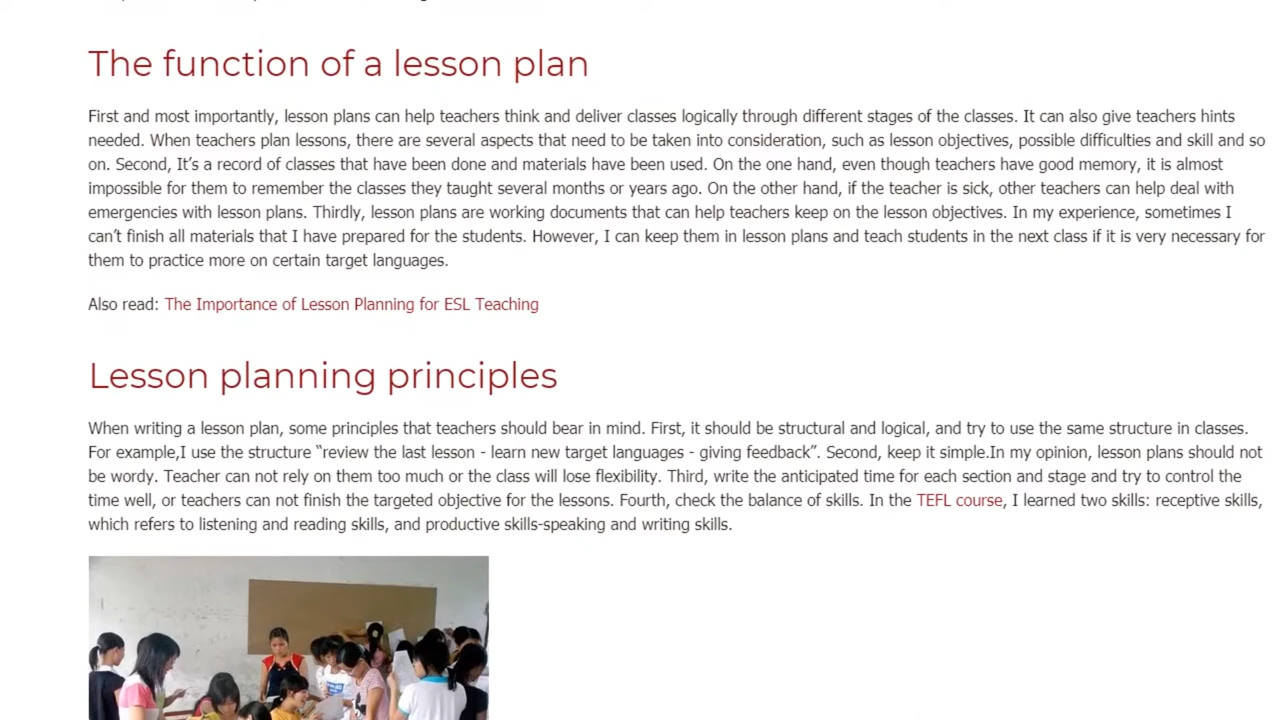 The function of a lesson plan
First and most importantly, lesson plans can help teachers think and deliver classes logically through different stages of the classes. It can also give teachers hints
needed. When teachers plan lessons, there are several aspects that need to be taken into consideration, such as lesson objectives, possible difficulties and skill and so
on. Second, It’s a record of classes that have been done and materials have been used. On the one hand, even though teachers have good memory, it is almost
impossible for them to remember the classes they taught several months or years ago. On the other hand, if the teacher is sick, other teachers can help deal with
emergencies with lesson plans. Thirdly, lesson plans are working documents that can help teachers keep on the lesson objectives. In my experience, sometimes I
can’t finish all materials that I have prepared for the students. However, I can keep them in lesson plans and teach students in the next class if it is very necessary for
them to practice more on certain target languages.
Also read: The Importance of Lesson Planning for ESL Teaching
Lesson planning principles
When writing a lesson plan, some principles that teachers should bear in mind. First, it should be structural and logical, and try to use the same structure in classes.
For example,I use the structure “review the last lesson - learn new target languages - giving feedback”. Second, keep it simple.In my opinion, lesson plans should not
be wordy. Teacher can not rely on them too much or the class will lose flexibility. Third, write the anticipated time for each section and stage and try to control the
time well, or teachers can not finish the targeted objective for the lessons. Fourth, check the balance of skills. In the TEFL course, I learned two skills: receptive skills,
which refers to listening and reading skills, and productive skills-speaking and writing skills.